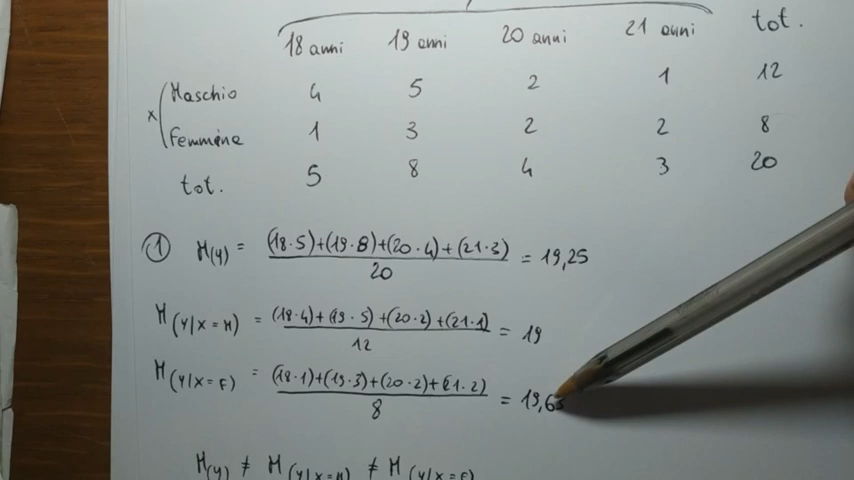 18 anni 19 anni 20 anni 21 anni tot.
x Maschio 4 5 2 1 12
Femmine 1 3 2 2 8
tot. 5 8 4 3 20
① M(y) = (18·5)+(19·8)+(20·4)+(21·3) / 20 = 19,25
M(y/x=M) = (18·4)+(19·5)+(20·2)+(21·1) / 12 = 19
M(y/x=F) = (18·1)+(19·3)+(20·2)+(21·2) / 8 = 19,63
M(y) ≠ M(y/x=M) ≠ M(y/x=F)